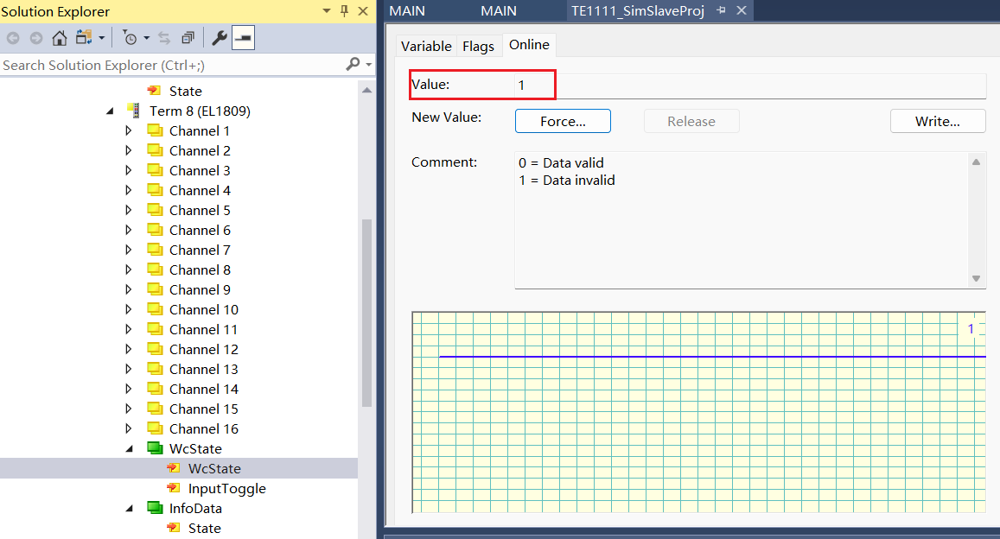 Solution Explorer
Search Solution Explorer (Ctrl+;)
State
Term 8 (EL1809)
Channel 1
Channel 2
Channel 3
Channel 4
Channel 5
Channel 6
Channel 7
Channel 8
Channel 9
Channel 10
Channel 11
Channel 12
Channel 13
Channel 14
Channel 15
Channel 16
WcState
WcState
InputToggle
InfoData
State
MAIN MAIN TE1111_SimSlaveProj
Variable Flags Online
Value: 1
New Value: Force... Release Write...
Comment: 0 = Data valid
1 = Data invalid
1